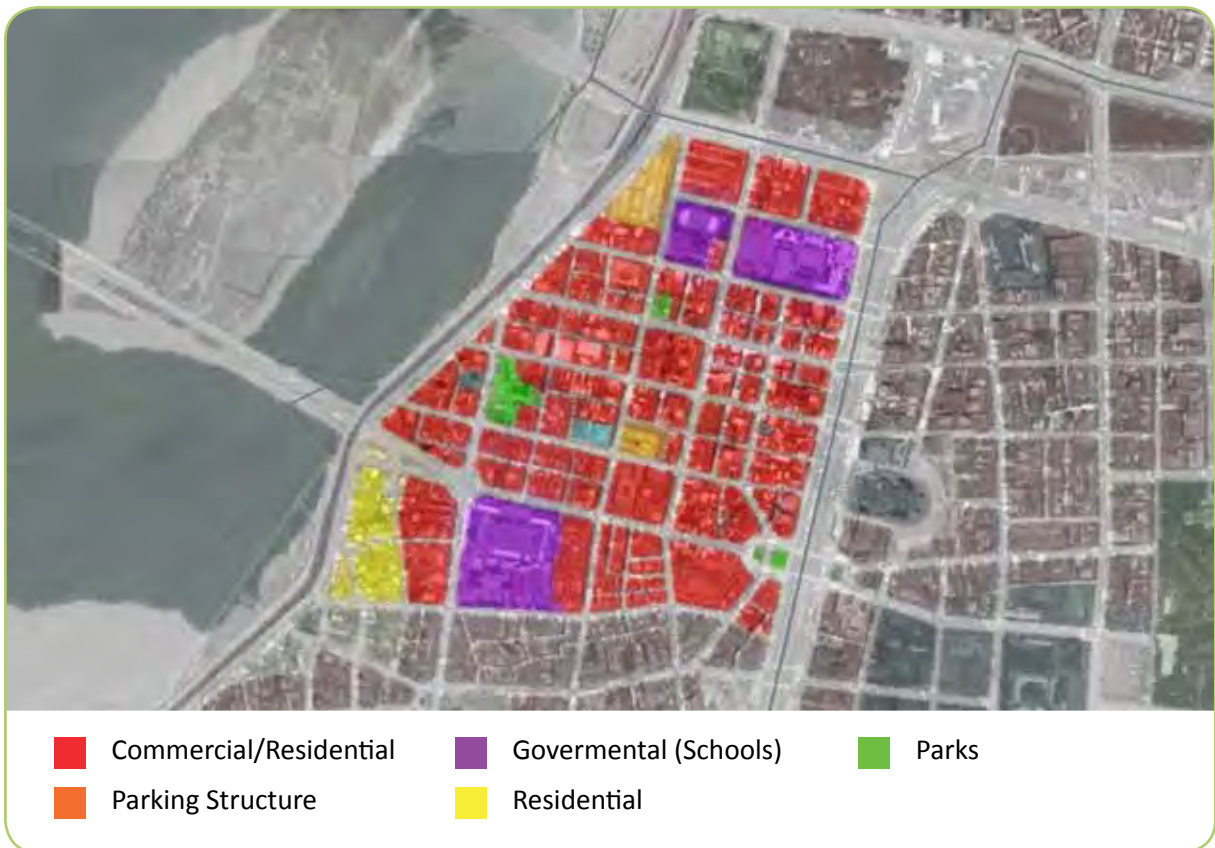 Commercial/Residential
Govermental (Schools)
Parks
Parking Structure
Residential